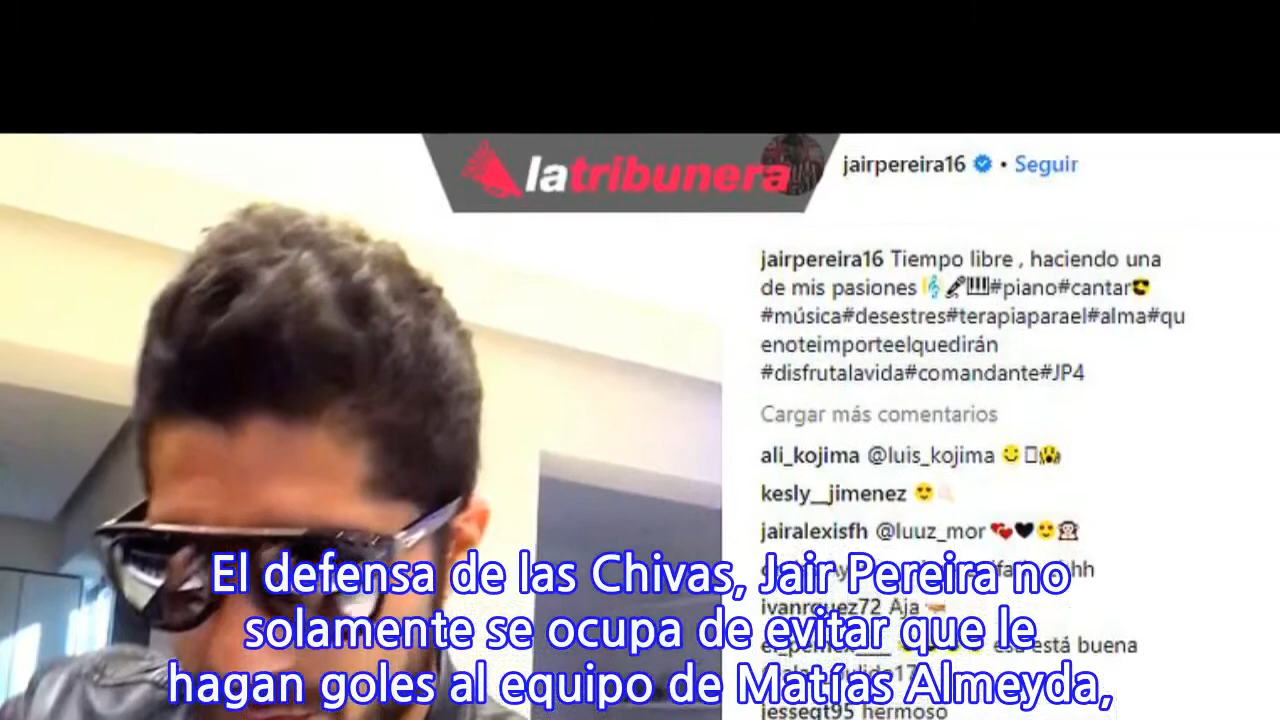 latribunera
jairpereira16 • Seguir
jairpereira16 Tiempo libre , haciendo una
de mis pasiones #piano#cantar
#música#desestres#terapiaparael#alma#qu
enoteimporteelquedirán
#disfrutalavida#comandante#JP4
Cargar más comentarios
ali_kojima @luis_kojima
kesly__jimenez
jairalexisfh @luuz_mor
El defensa de las Chivas, Jair Pereira no
solamente se ocupa de evitar que le
hagan goles al equipo de Matías Almeyda,
Aja
está buena
jessegt95 hermoso